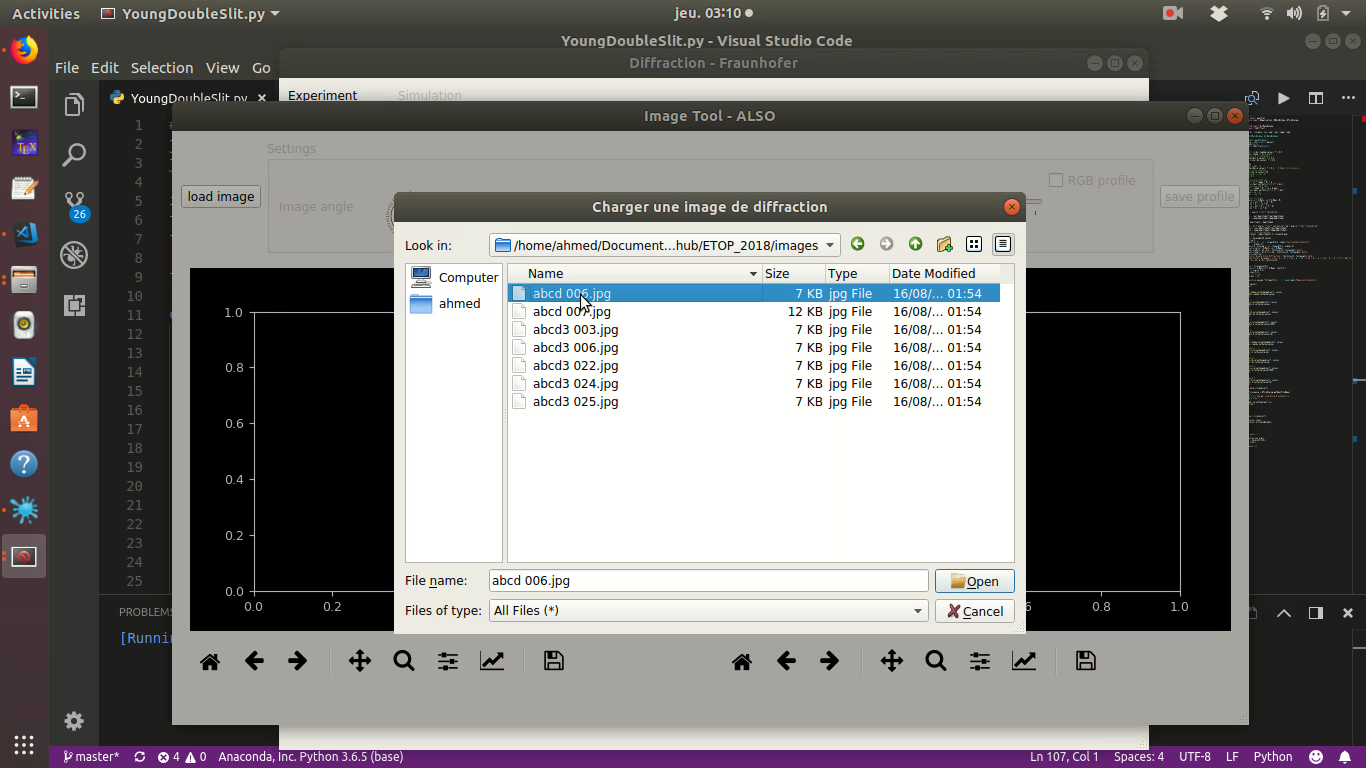 Activities YoungDoubleSlit.py jeu. 03:10
YoungDoubleSlit.py - Visual Studio Code
File Edit Selection View Go
Diffraction - Fraunhofer
Experiment Simulation
YoungDoubleSlit.py
Image Tool - ALSO
Settings
load image
Image angle
RGB profile
save profile
Charger une image de diffraction
Look in: /home/ahmed/Document...hub/ETOP_2018/images
Computer
ahmed
Name Size Type Date Modified
abcd 006.jpg 7 KB jpg File 16/08/... 01:54
abcd 007.jpg 12 KB jpg File 16/08/... 01:54
abcd3 003.jpg 7 KB jpg File 16/08/... 01:54
abcd3 006.jpg 7 KB jpg File 16/08/... 01:54
abcd3 022.jpg 7 KB jpg File 16/08/... 01:54
abcd3 024.jpg 7 KB jpg File 16/08/... 01:54
abcd3 025.jpg 7 KB jpg File 16/08/... 01:54
File name: abcd 006.jpg Open
Files of type: All Files (*) Cancel
1
2
3
4
5
6
7
8
9
10
11
12
13
14
15
16
17
18
19
20
21
22
23
24
25
26
1.0
0.8
0.6
0.4
0.2
0.0
0.0 0.2 0.8 1.0
PROBLEMS
[Runnin
master* 4 0 Anaconda, Inc. Python 3.6.5 (base) Ln 107, Col 1 Spaces: 4 UTF-8 LF Python